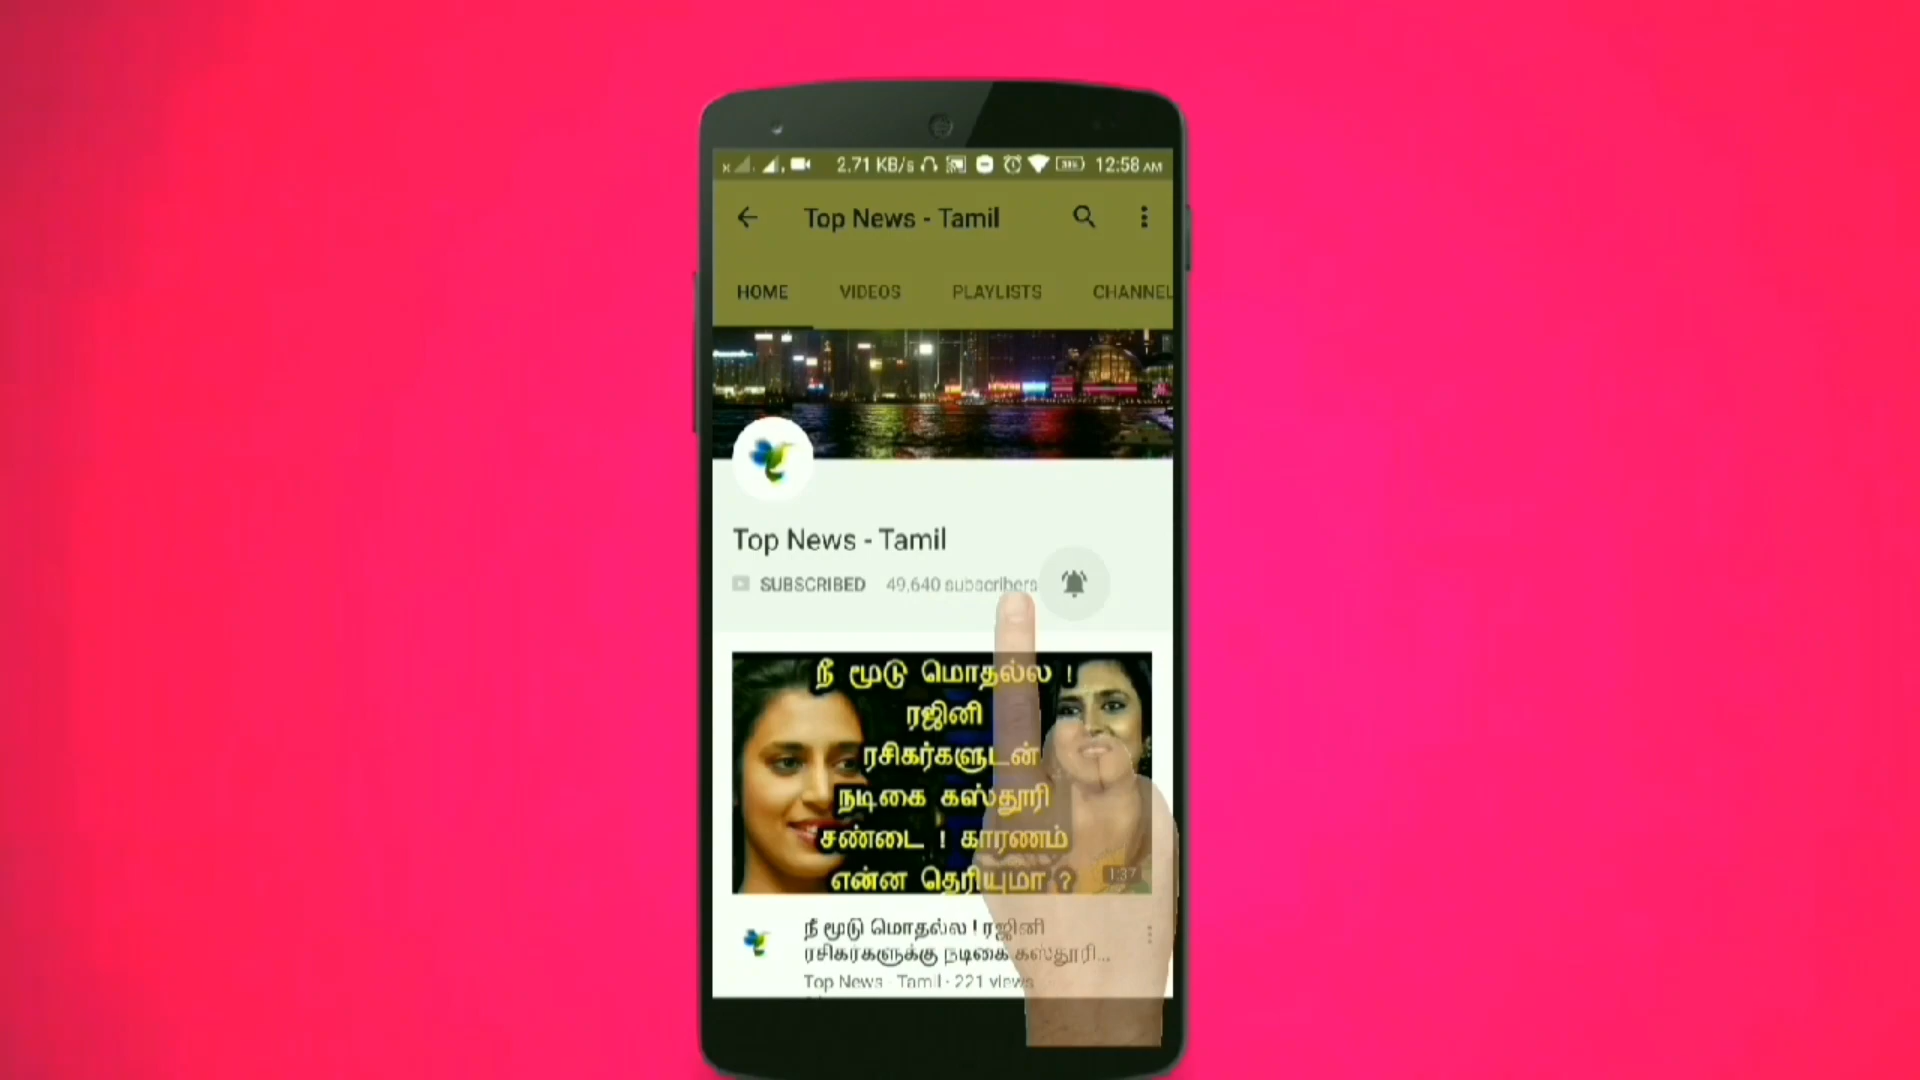 2.71 KB/s 12:58 AM
Top News - Tamil
HOME VIDEOS PLAYLISTS CHANNEL
Top News - Tamil
SUBSCRIBED 49,640 subscribers
நீ மூடு மொதல்ல !
ரஜினி
ரசிகர்களுடன்
நடிகை கஸ்தூரி
சண்டை ! காரணம்
என்ன தெரியுமா ?
1:37
நீ மூடு மொதல்ல ! ரஜினி
ரசிகர்களுக்கு நடிகை கஸ்தூரி...
Top News - Tamil · 221 views